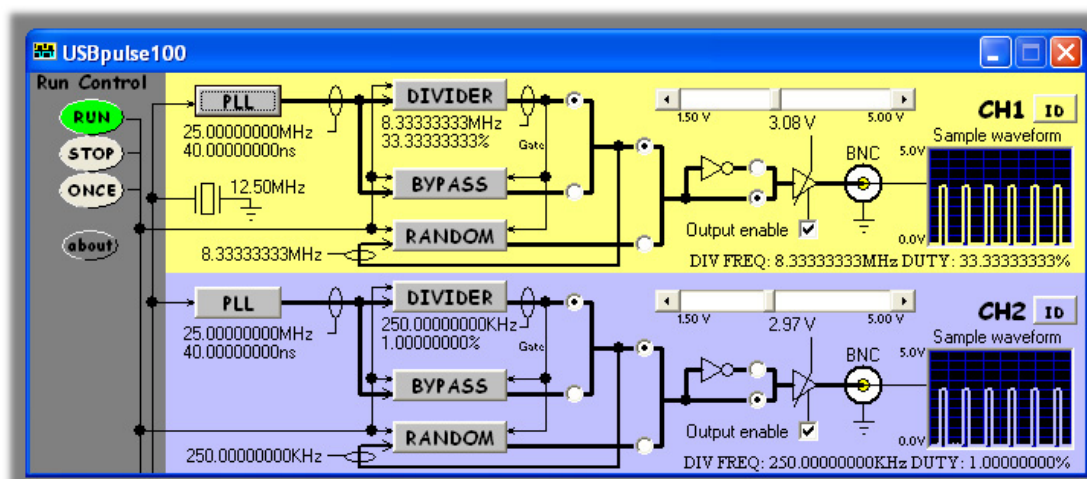 USBpulse100
Run Control
RUN
STOP
ONCE
about
PLL
25.00000000MHz
40.00000000ns
12.50MHz
8.33333333MHz
DIVIDER
8.33333333MHz
33.33333333%
Gate
BYPASS
RANDOM
1.50 V
3.08 V
5.00 V
Output enable
BNC
CH1
ID
Sample waveform
5.0V
0.0V
DIV FREQ: 8.33333333MHz DUTY: 33.33333333%
PLL
25.00000000MHz
40.00000000ns
250.00000000KHz
DIVIDER
250.00000000KHz
1.00000000%
Gate
BYPASS
RANDOM
1.50 V
2.97 V
5.00 V
Output enable
BNC
CH2
ID
Sample waveform
5.0V
0.0V
DIV FREQ: 250.00000000KHz DUTY: 1.00000000%